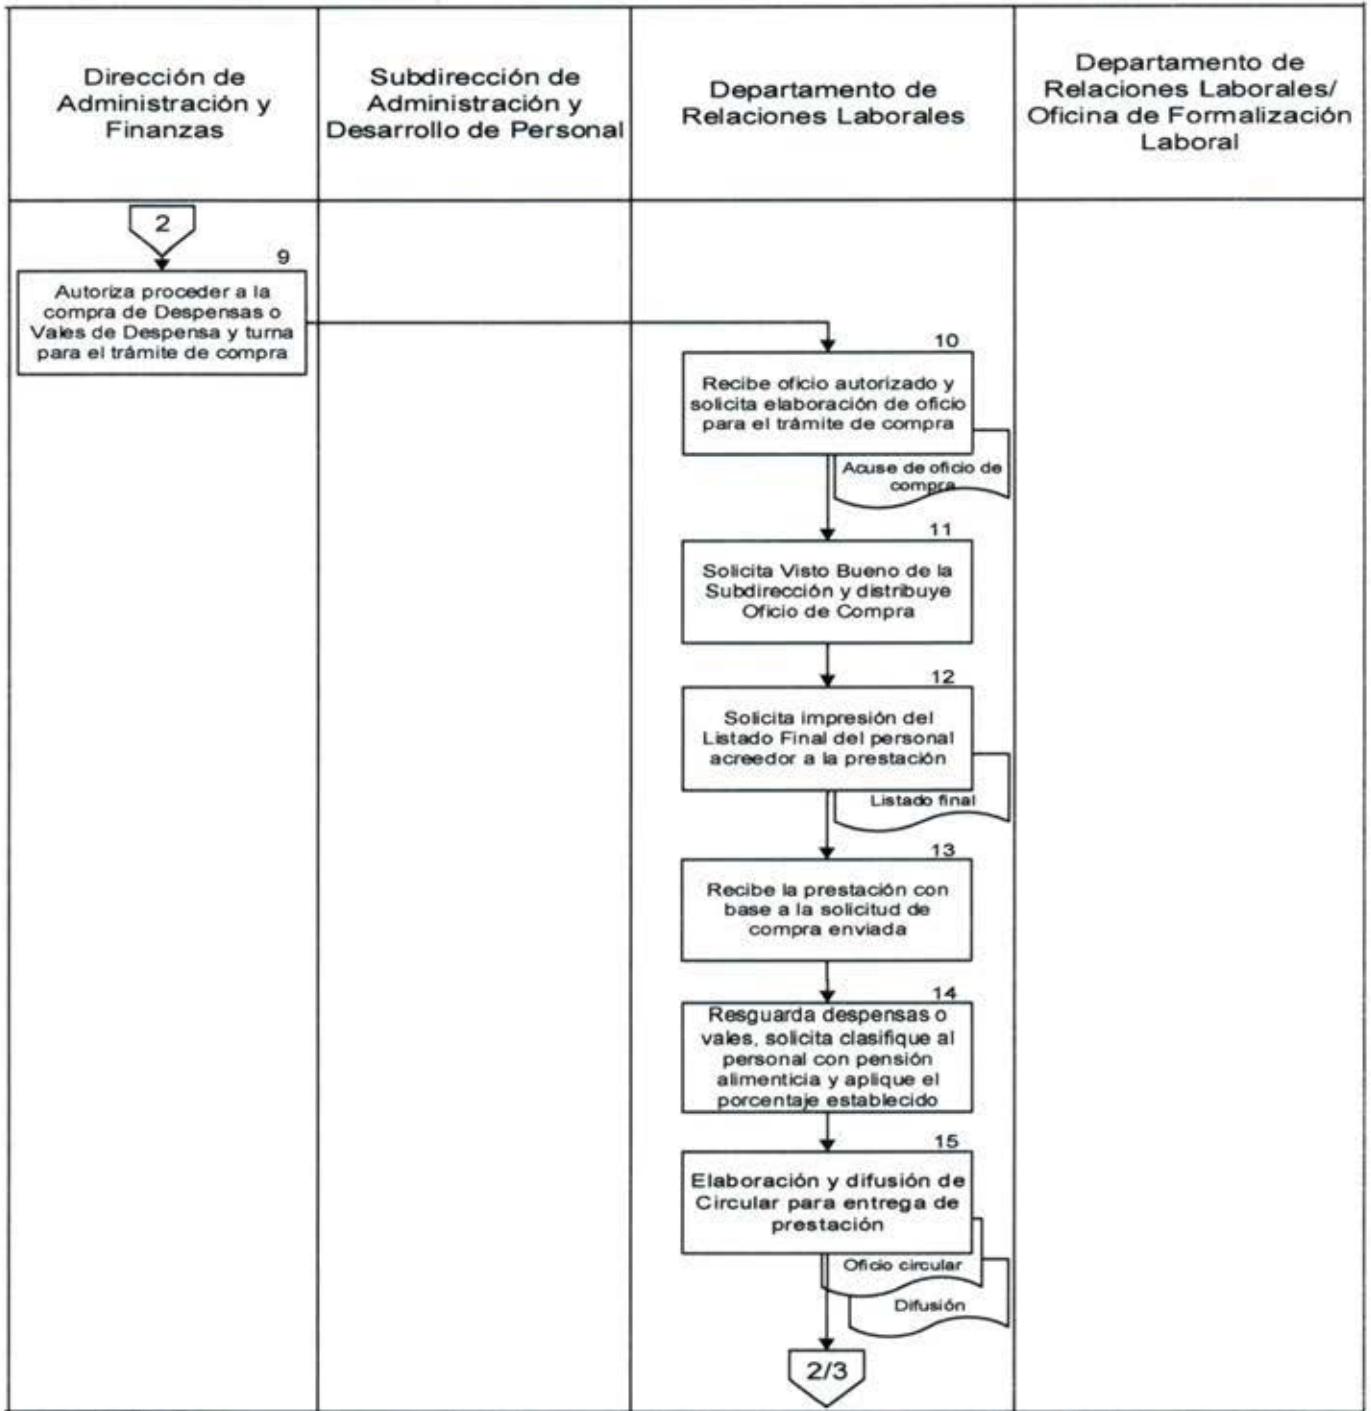 Dirección de
Administración y
Finanzas
Subdirección de
Administración y
Desarrollo de Personal
Departamento de
Relaciones Laborales
Departamento de
Relaciones Laborales/
Oficina de Formalización
Laboral
2
9
Autoriza proceder a la
compra de Despensas o
Vales de Despensa y turna
para el trámite de compra
10
Recibe oficio autorizado y
solicita elaboración de oficio
para el trámite de compra
Acuse de oficio de
compra
11
Solicita Visto Bueno de la
Subdirección y distribuye
Oficio de Compra
12
Solicita impresión del
Listado Final del personal
acreedor a la prestación
Listado final
13
Recibe la prestación con
base a la solicitud de
compra enviada
14
Resguarda despensas o
vales, solicita clasifique al
personal con pensión
alimenticia y aplique el
porcentaje establecido
15
Elaboración y difusión de
Circular para entrega de
prestación
Oficio circular
Difusión
2/3